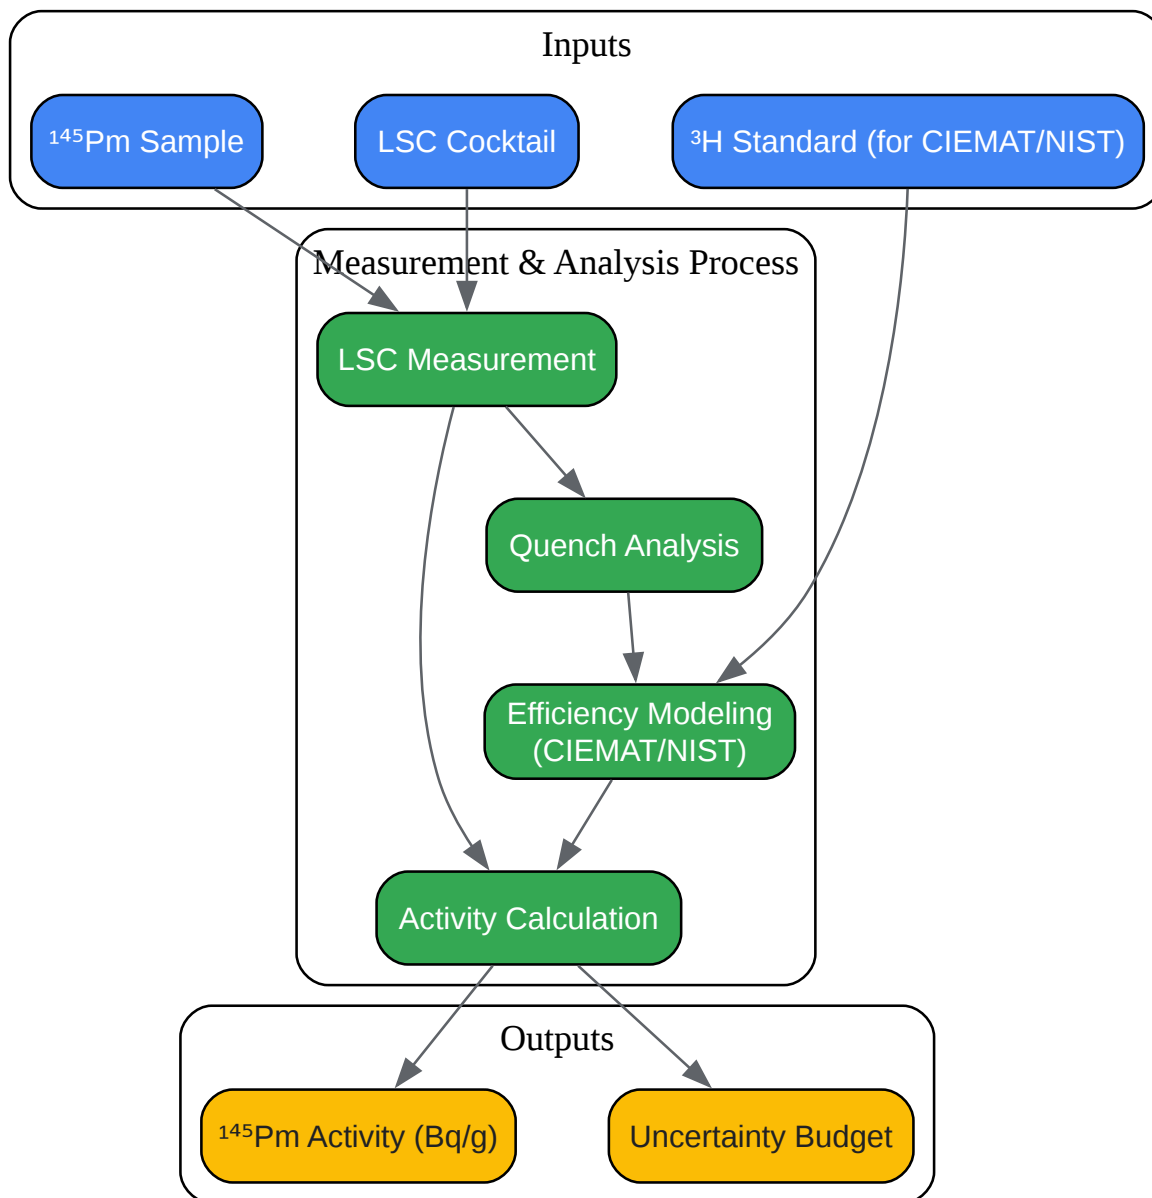 Inputs
¹⁴⁵Pm Sample
LSC Cocktail
³H Standard (for CIEMAT/NIST)
Measurement & Analysis Process
LSC Measurement
Quench Analysis
Efficiency Modeling
(CIEMAT/NIST)
Activity Calculation
Outputs
¹⁴⁵Pm Activity (Bq/g)
Uncertainty Budget